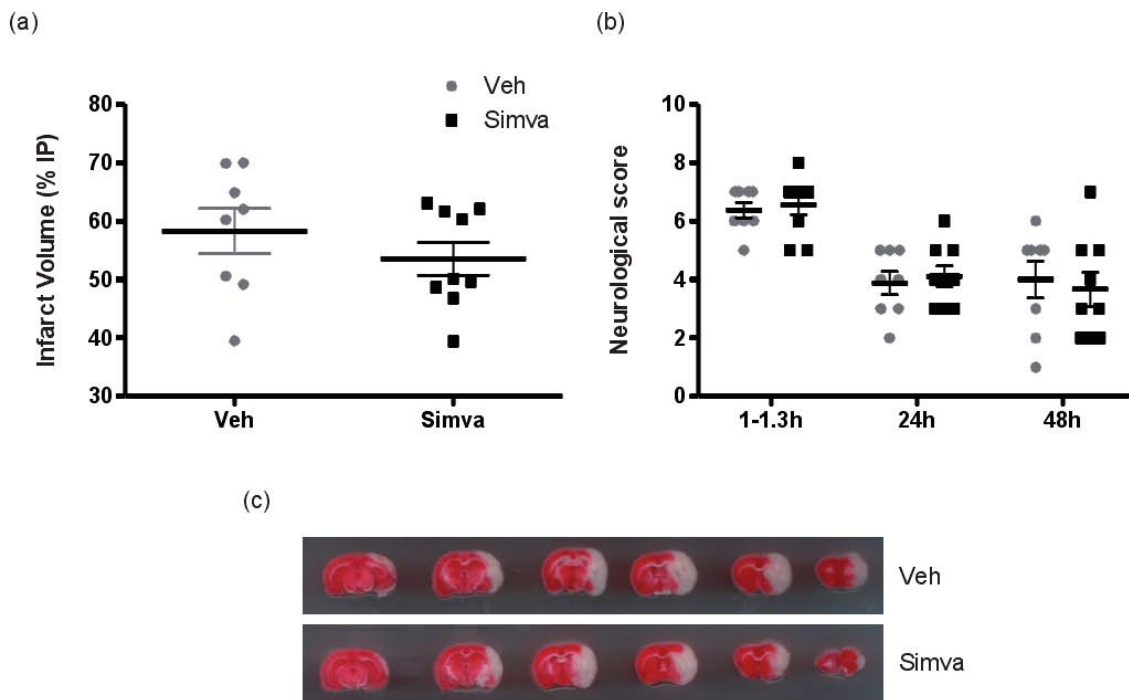 (a)
Veh
Simva
80
70
60
50
40
30
Infarct Volume (% IP)
Veh
Simva
(b)
10
8
6
4
2
0
Neurological score
1-1.3h
24h
48h
(c)
Veh
Simva